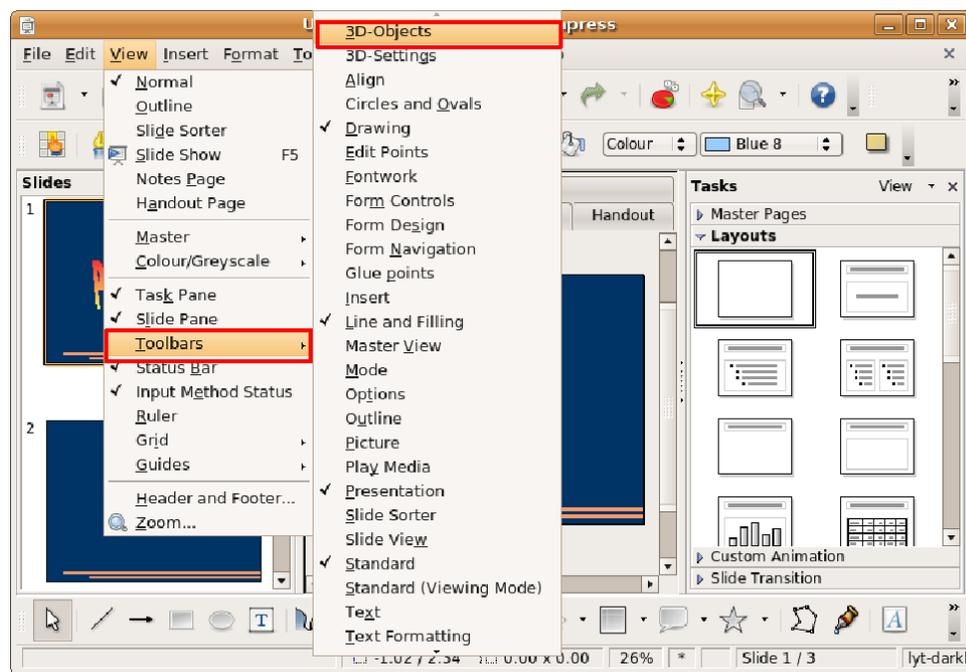 U
press
File Edit View Insert Format To
Normal
Outline
Slide Sorter
Slide Show F5
Notes Page
Handout Page
Master
Colour/Greyscale
Task Pane
Slide Pane
Toolbars
Status Bar
Input Method Status
Ruler
Grid
Guides
Header and Footer...
Zoom...
3D-Objects
3D-Settings
Align
Circles and Ovals
Drawing
Edit Points
Fontwork
Form Controls
Form Design
Form Navigation
Glue points
Insert
Line and Filling
Master View
Mode
Options
Outline
Picture
Play Media
Presentation
Slide Sorter
Slide View
Standard
Standard (Viewing Mode)
Text
Text Formatting
Colour
Blue 8
Slides
1
2
Handout
Tasks View
Master Pages
Layouts
Custom Animation
Slide Transition
T
A
-1.02 / 2.34 0.00 x 0.00 26% * Slide 1 / 3 lyt-dark